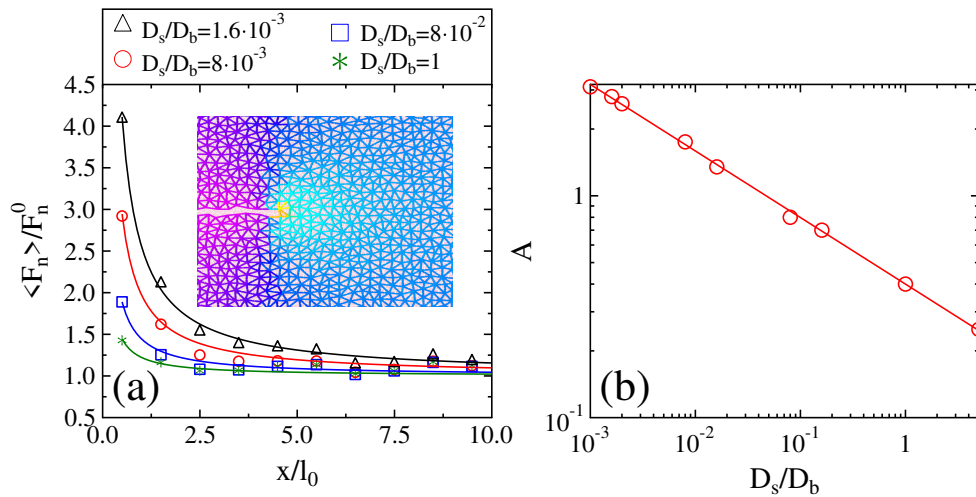 D_s/D_b=1.6·10^-3
D_s/D_b=8·10^-2
D_s/D_b=8·10^-3
D_s/D_b=1
4.5
4.0
3.5
3.0
2.5
2.0
1.5
1.0
0.5
<F_n>/F_n^0
(a)
0.0
2.5
5.0
7.5
10.0
x/l_0
1
10^-1
A
(b)
10^-3
10^-2
10^-1
1
D_s/D_b